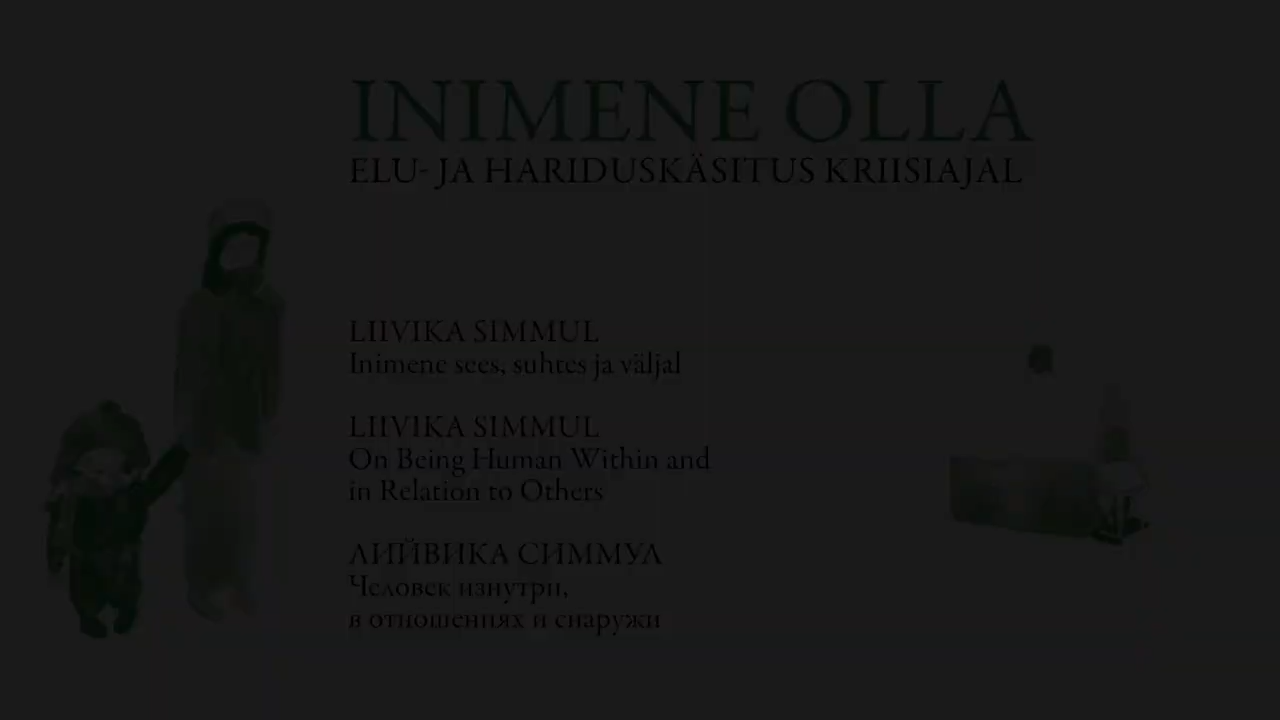 INIMENE OLLA
ELU- JA HARIDUSKÄSITUS KRIISIAJAL
LIIVIKA SIMMUL
Inimene sees, suhtes ja väljal
LIIVIKA SIMMUL
On Being Human Within and
in Relation to Others
ЛИЙВИКА СИММУЛ
Человек изнутри,
в отношениях и снаружи